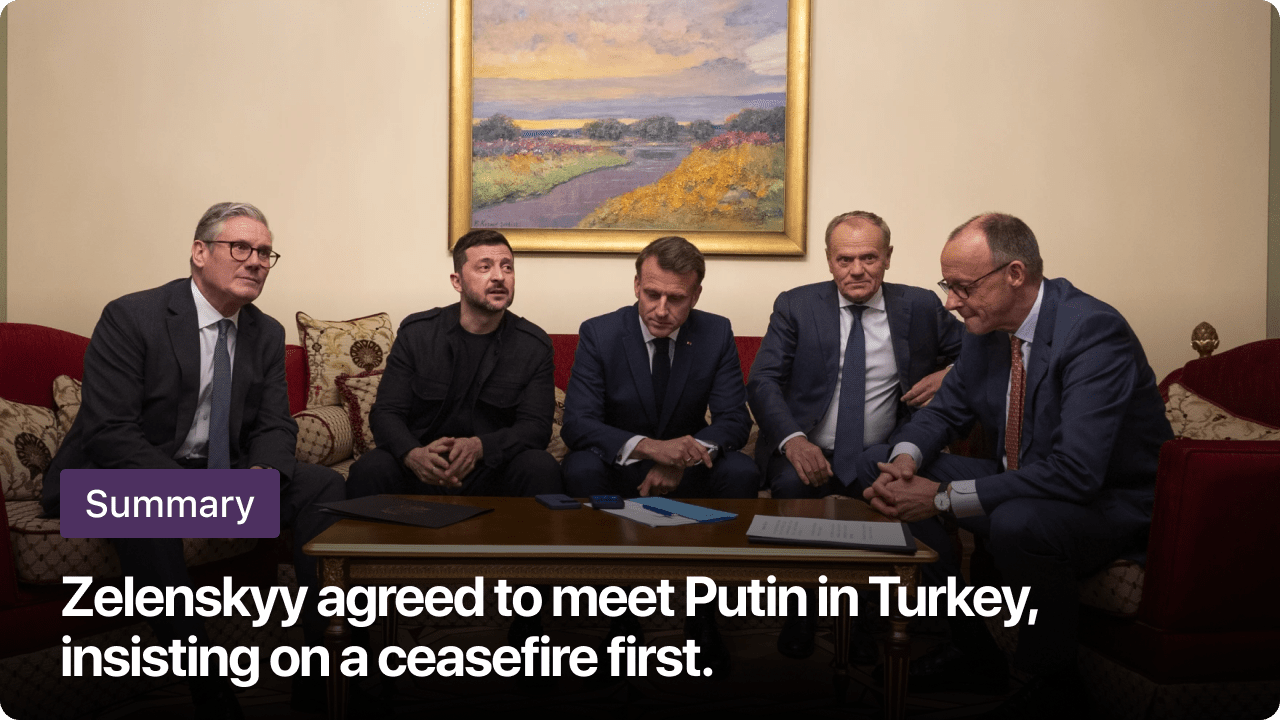 Summary
Zelenskyy agreed to meet Putin in Turkey,
insisting on a ceasefire first.